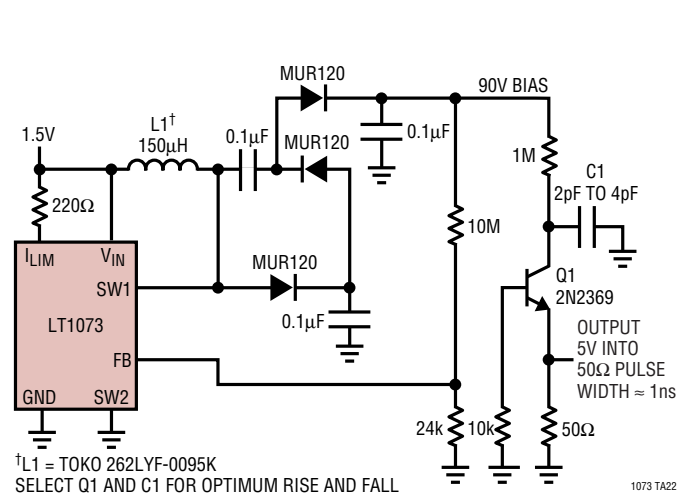 MUR120
90V BIAS
L1†
150µH
1.5V
0.1µF
MUR120
0.1µF
1M
C1
2pF TO 4pF
220Ω
10M
ILIM
VIN
MUR120
Q1
2N2369
SW1
LT1073
0.1µF
OUTPUT
5V INTO
50Ω PULSE
WIDTH ≈ 1ns
FB
GND
SW2
24k
10k
50Ω
†L1 = TOKO 262LYF-0095K
SELECT Q1 AND C1 FOR OPTIMUM RISE AND FALL
1073 TA22